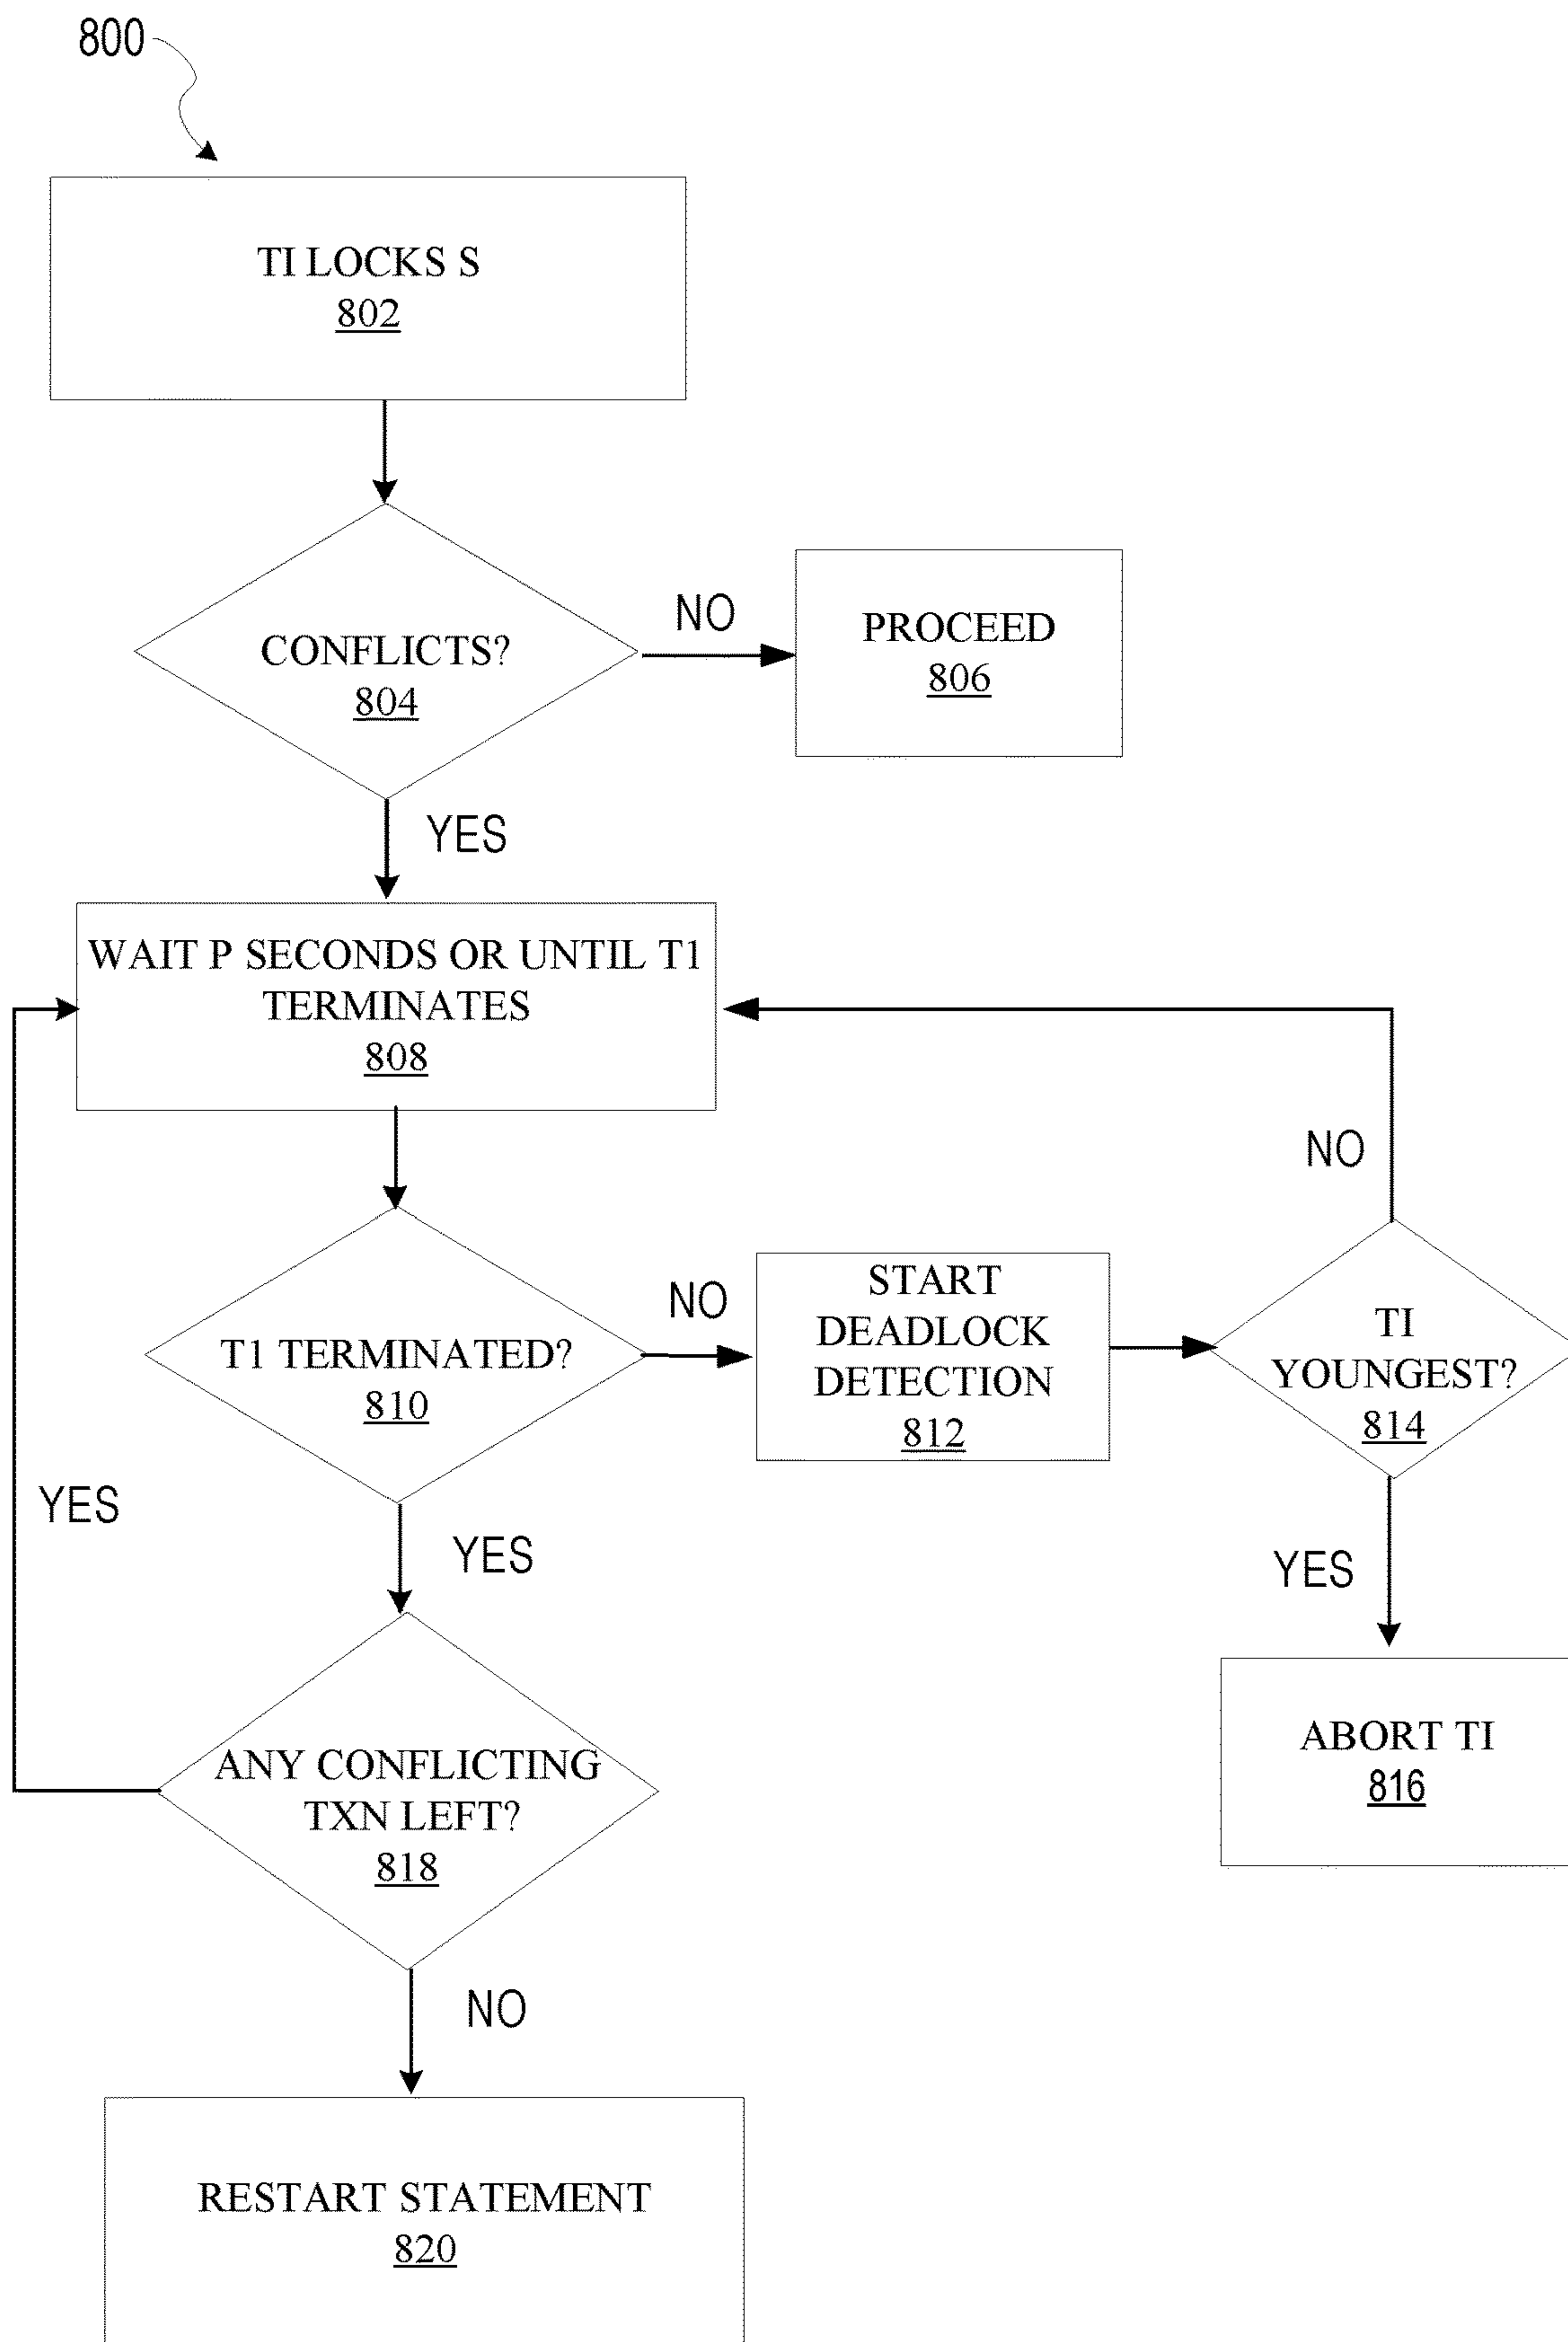 800
TI LOCKS S
802
CONFLICTS?
804
NO
PROCEED
806
YES
WAIT P SECONDS OR UNTIL T1
TERMINATES
808
NO
T1 TERMINATED?
810
NO
START
DEADLOCK
DETECTION
812
TI
YOUNGEST?
814
YES
YES
YES
ABORT TI
816
ANY CONFLICTING
TXN LEFT?
818
NO
RESTART STATEMENT
820